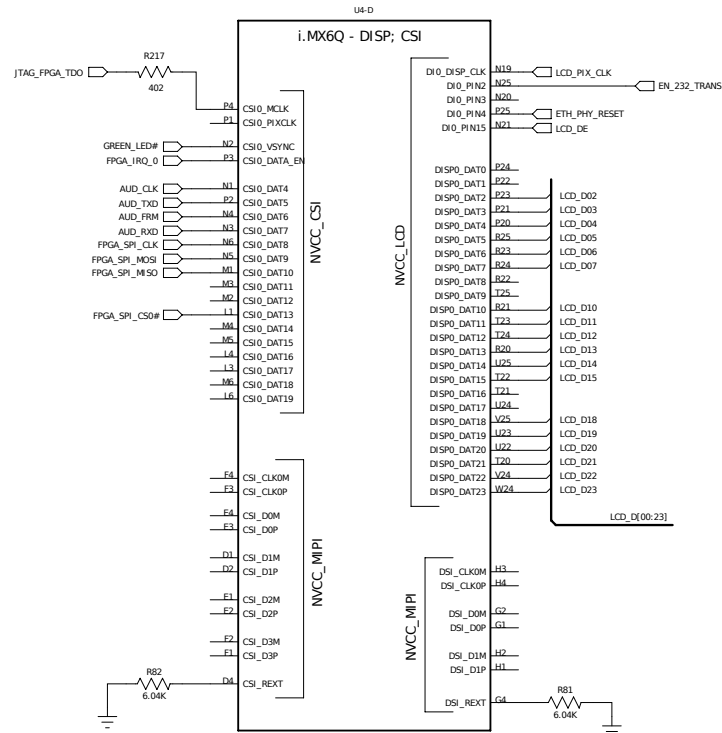 U4-D
i.MX6Q - DISP; CSI
R217
JTAG_FPGA_TDO
402
P4 CSI0_MCLK
P1 CSI0_PIXCLK
GREEN_LED# N2 CSI0_VSYNC
FPGA_IRQ_0 P3 CSI0_DATA_EN
AUD_CLK N1 CSI0_DAT4
AUD_TXD P2 CSI0_DAT5
AUD_FRM N4 CSI0_DAT6
AUD_RXD N3 CSI0_DAT7
FPGA_SPI_CLK N6 CSI0_DAT8
FPGA_SPI_MOSI N5 CSI0_DAT9
FPGA_SPI_MISO M1 CSI0_DAT10
M3 CSI0_DAT11
M2 CSI0_DAT12
FPGA_SPI_CS0# L1 CSI0_DAT13
M4 CSI0_DAT14
M5 CSI0_DAT15
L4 CSI0_DAT16
L3 CSI0_DAT17
M6 CSI0_DAT18
L6 CSI0_DAT19
NVCC_CSI
F4 CSI_CLK0M
F3 CSI_CLK0P
E4 CSI_D0M
E3 CSI_D0P
D1 CSI_D1M
D2 CSI_D1P
E1 CSI_D2M
E2 CSI_D2P
F2 CSI_D3M
F1 CSI_D3P
R82
6.04K
D4 CSI_REXT
NVCC_MIPI
DI0_DISP_CLK N19 LCD_PIX_CLK
DI0_PIN2 N25 EN_232_TRANS
DI0_PIN3 N20
DI0_PIN4 P25 ETH_PHY_RESET
DI0_PIN15 N21 LCD_DE
DISP0_DAT0 P24
DISP0_DAT1 P22
DISP0_DAT2 P23 LCD_D02
DISP0_DAT3 P21 LCD_D03
DISP0_DAT4 P20 LCD_D04
DISP0_DAT5 R25 LCD_D05
DISP0_DAT6 R23 LCD_D06
DISP0_DAT7 R24 LCD_D07
DISP0_DAT8 R22
DISP0_DAT9 T25
DISP0_DAT10 R21 LCD_D10
DISP0_DAT11 T23 LCD_D11
DISP0_DAT12 T24 LCD_D12
DISP0_DAT13 R20 LCD_D13
DISP0_DAT14 U25 LCD_D14
DISP0_DAT15 T22 LCD_D15
DISP0_DAT16 T21
DISP0_DAT17 U24
DISP0_DAT18 V25 LCD_D18
DISP0_DAT19 U23 LCD_D19
DISP0_DAT20 U22 LCD_D20
DISP0_DAT21 T20 LCD_D21
DISP0_DAT22 V24 LCD_D22
DISP0_DAT23 W24 LCD_D23
NVCC_LCD
LCD_D[00:23]
DSI_CLK0M H3
DSI_CLK0P H4
DSI_D0M G2
DSI_D0P G1
DSI_D1M H2
DSI_D1P H1
DSI_REXT G4
R81
6.04K
NVCC_MIPI